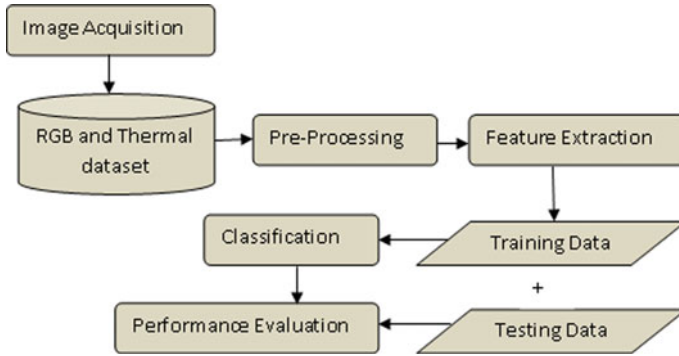 Image Acquisition
RGB and Thermal
dataset
Pre-Processing
Feature Extraction
Classification
Training Data
+
Performance Evaluation
Testing Data